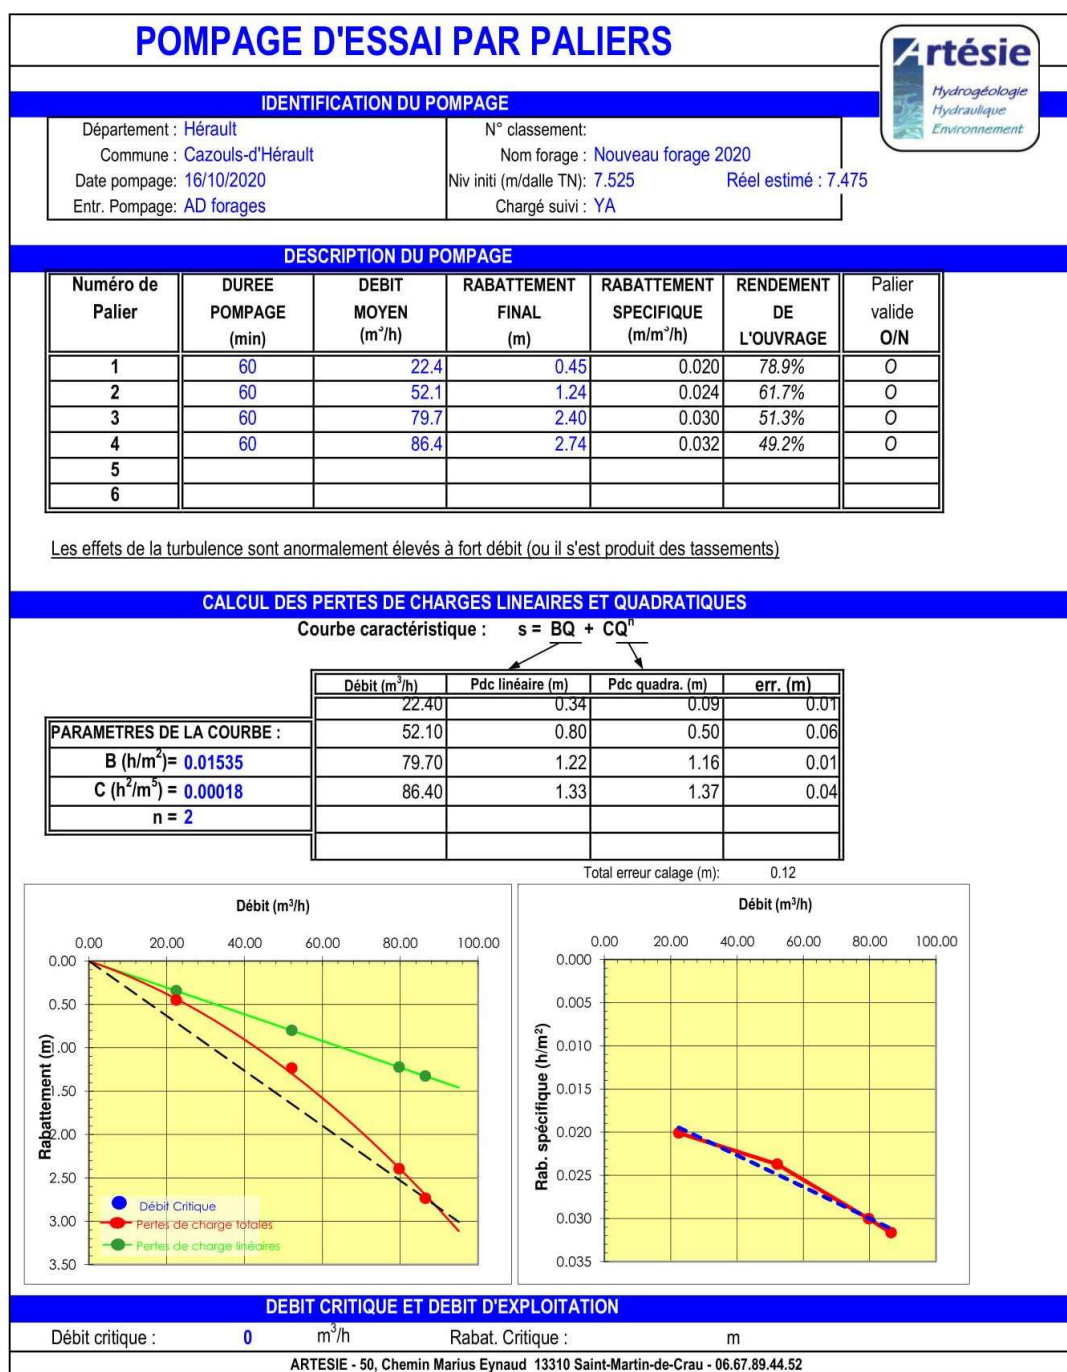 POMPAGE D'ESSAI PAR PALIERS
Artésie
Hydrogéologie
Hydraulique
Environnement
IDENTIFICATION DU POMPAGE
Département : Hérault N° classement:
Commune : Cazouls-d'Hérault Nom forage : Nouveau forage 2020
Date pompage: 16/10/2020 Niv initi (m/dalle TN): 7.525 Réel estimé : 7.475
Entr. Pompage: AD forages Chargé suivi : YA
DESCRIPTION DU POMPAGE
Numéro de DUREE DEBIT RABATTEMENT RABATTEMENT RENDEMENT Palier
Palier POMPAGE MOYEN FINAL SPECIFIQUE DE valide
(min) (m³/h) (m) (m/m³/h) L'OUVRAGE O/N
1 60 22.4 0.45 0.020 78.9% O
2 60 52.1 1.24 0.024 61.7% O
3 60 79.7 2.40 0.030 51.3% O
4 60 86.4 2.74 0.032 49.2% O
5
6
Les effets de la turbulence sont anormalement élevés à fort débit (ou il s'est produit des tassements)
CALCUL DES PERTES DE CHARGES LINEAIRES ET QUADRATIQUES
Courbe caractéristique : s = BQ + CQⁿ
Débit (m³/h) Pdc linéaire (m) Pdc quadra. (m) err. (m)
22.40 0.34 0.09 0.01
PARAMETRES DE LA COURBE : 52.10 0.80 0.50 0.06
B (h/m²)= 0.01535 79.70 1.22 1.16 0.01
C (h²/m⁵) = 0.00018 86.40 1.33 1.37 0.04
n = 2
Total erreur calage (m): 0.12
Débit (m³/h)
0.00 20.00 40.00 60.00 80.00 100.00
0.00
0.50
1.00
1.50
2.00
2.50
3.00
3.50
Rabattement (m)
Débit Critique
Pertes de charge totales
Pertes de charge linéaires
Débit (m³/h)
0.00 20.00 40.00 60.00 80.00 100.00
0.000
0.005
0.010
0.015
0.020
0.025
0.030
0.035
Rab. spécifique (h/m²)
DEBIT CRITIQUE ET DEBIT D'EXPLOITATION
Débit critique : 0 m³/h Rabat. Critique : m
ARTESIE - 50, Chemin Marius Eynaud 13310 Saint-Martin-de-Crau - 06.67.89.44.52